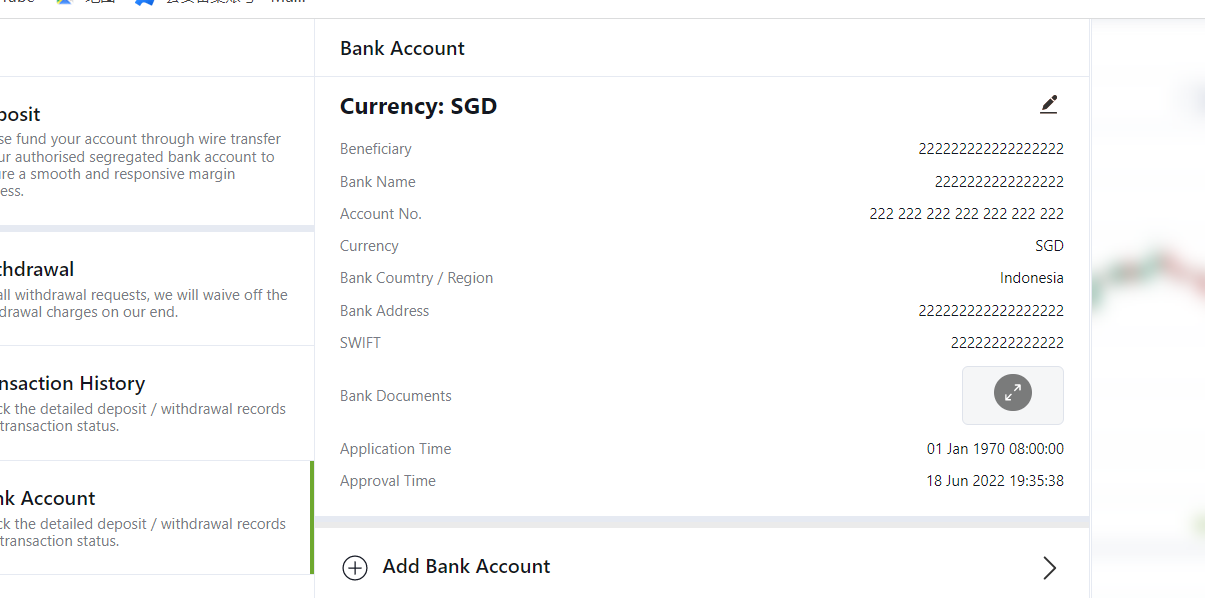 Bank Account
posit
se fund your account through wire transfer
ur authorised segregated bank account to
re a smooth and responsive margin
ess.
thdrawal
all withdrawal requests, we will waive off the
drawal charges on our end.
nsaction History
ck the detailed deposit / withdrawal records
transaction status.
nk Account
ck the detailed deposit / withdrawal records
transaction status.
Currency: SGD
Beneficiary 222222222222222222
Bank Name 2222222222222222
Account No. 222 222 222 222 222 222 222
Currency SGD
Bank Coumtry / Region Indonesia
Bank Address 222222222222222222
SWIFT 22222222222222
Bank Documents
Application Time 01 Jan 1970 08:00:00
Approval Time 18 Jun 2022 19:35:38
Add Bank Account